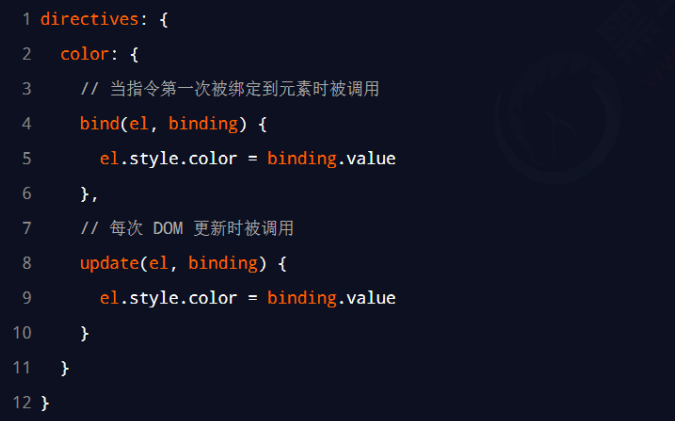 1 directives: {
2   color: {
3     // 当指令第一次被绑定到元素时被调用
4     bind(el, binding) {
5       el.style.color = binding.value
6     },
7     // 每次 DOM 更新时被调用
8     update(el, binding) {
9       el.style.color = binding.value
10     }
11   }
12 }